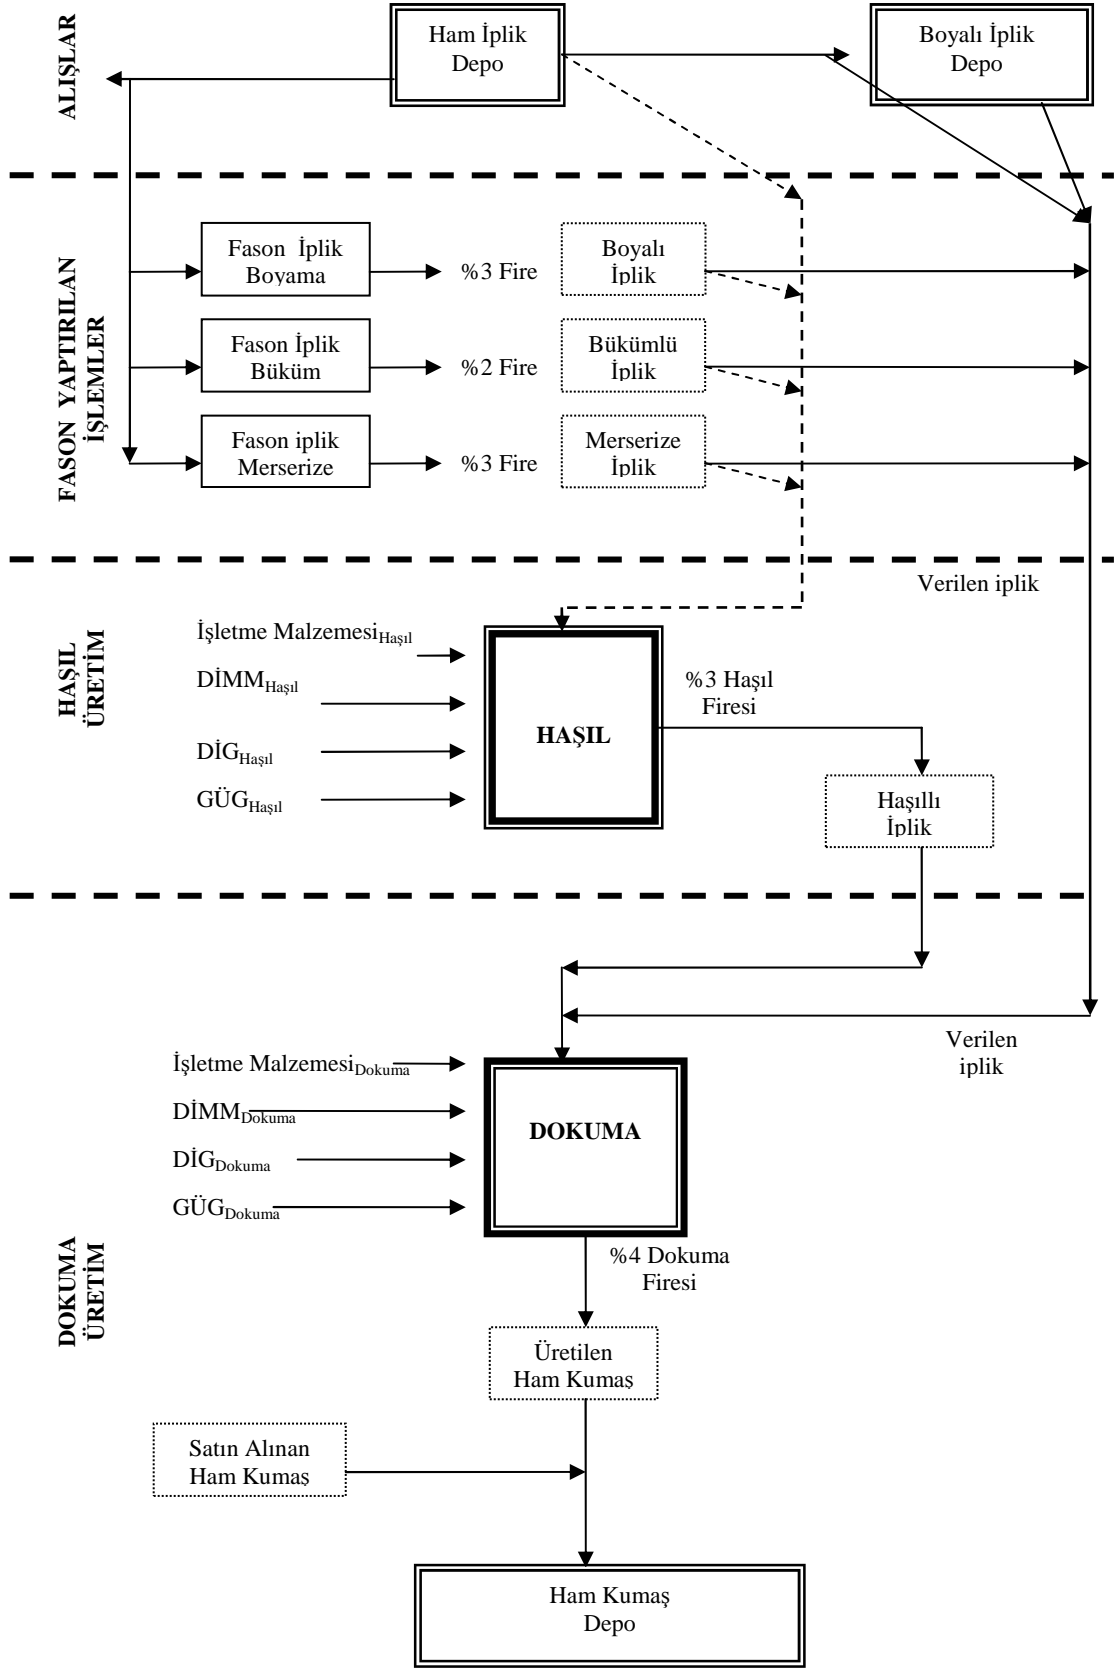 ALIŞLAR
Ham İplik
Depo
Boyalı İplik
Depo
FASON YAPTIRILAN
İŞLEMLER
Fason İplik
Boyama
%3 Fire
Boyalı
İplik
Fason İplik
Büküm
%2 Fire
Bükümlü
İplik
Fason iplik
Merserize
%3 Fire
Merserize
İplik
Verilen iplik
HAŞIL
ÜRETİM
İşletme MalzemesiHaşıl
DİMMHaşıl
DİGHaşıl
GÜGHaşıl
HAŞIL
%3 Haşıl
Firesi
Haşıllı
İplik
Verilen
iplik
DOKUMA
ÜRETİM
İşletme MalzemesiDokuma
DİMMDokuma
DİGDokuma
GÜGDokuma
DOKUMA
%4 Dokuma
Firesi
Üretilen
Ham Kumaş
Satın Alınan
Ham Kumaş
Ham Kumaş
Depo